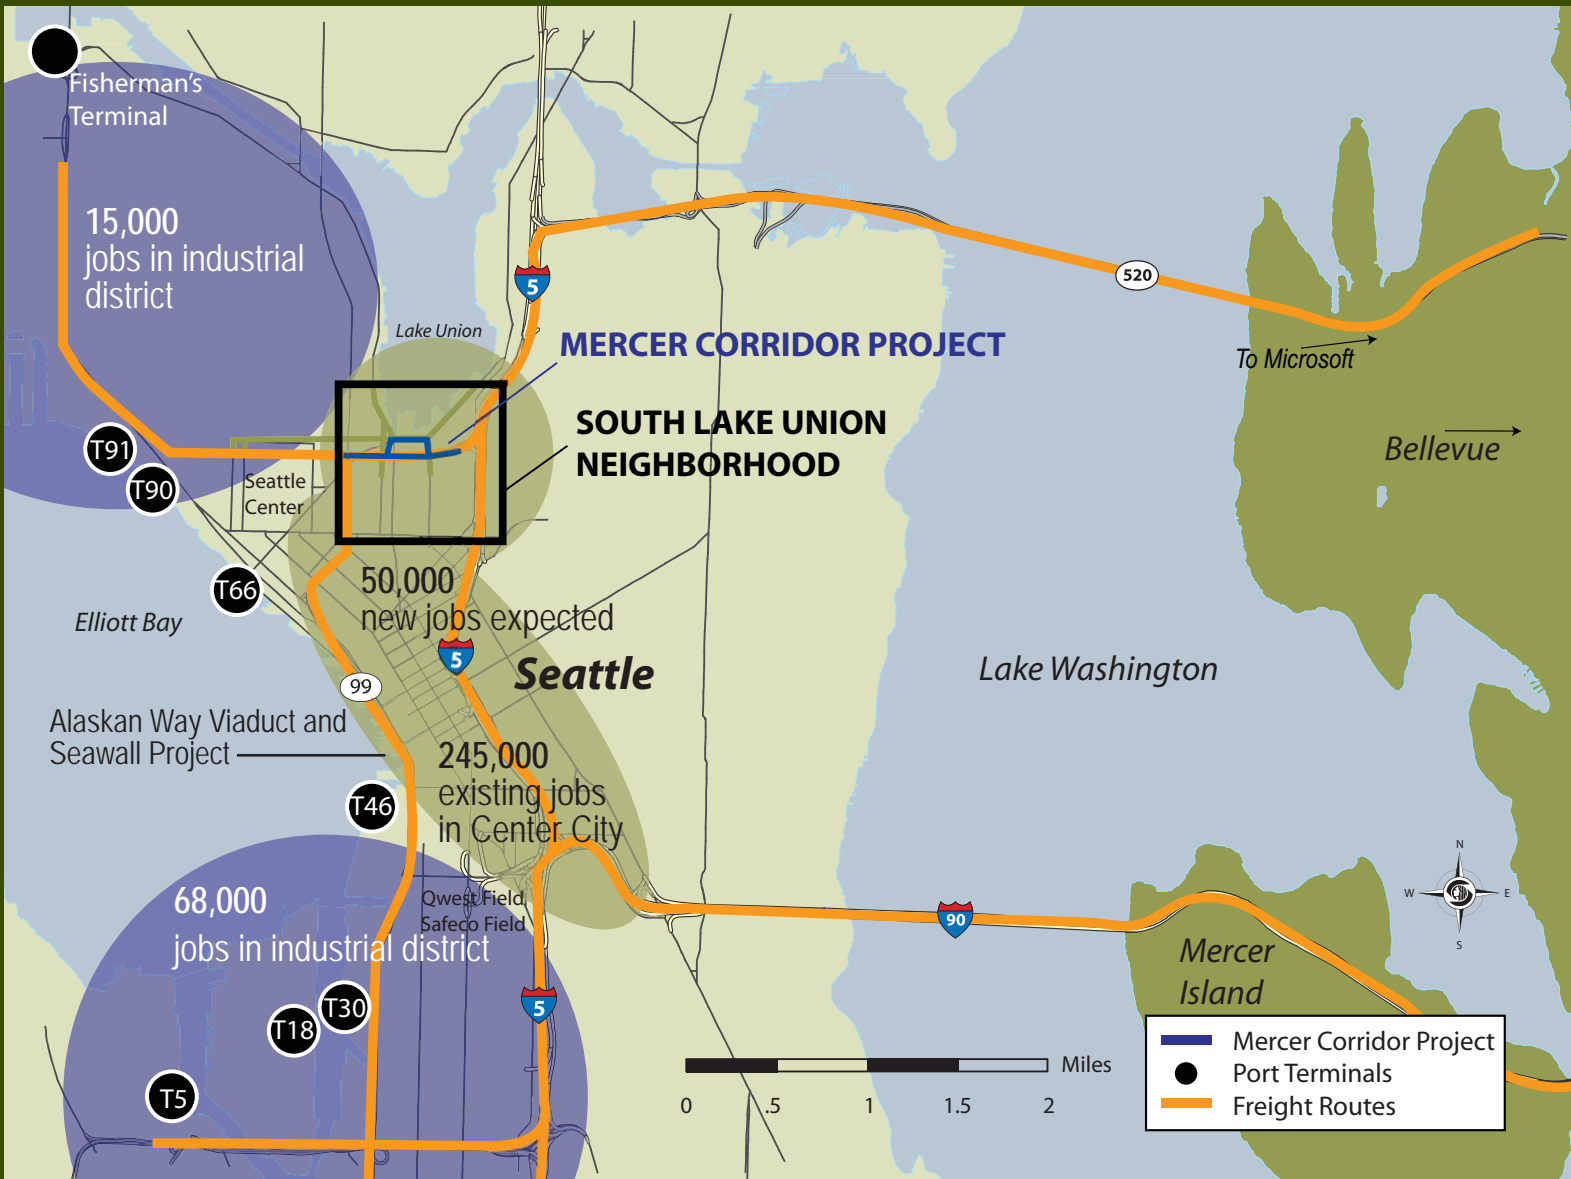 Fisherman's
Terminal
15,000
jobs in industrial
district
5
520
Lake Union
MERCER CORRIDOR PROJECT
To Microsoft
SOUTH LAKE UNION
NEIGHBORHOOD
Bellevue
T91
T90
Seattle
Center
T66
50,000
new jobs expected
Elliott Bay
5
Seattle
Lake Washington
99
Alaskan Way Viaduct and
Seawall Project
245,000
existing jobs
in Center City
T46
68,000
jobs in industrial district
Qwest Field
Safeco Field
90
N
W
E
S
Mercer
Island
T30
T18
5
T5
Miles
0
.5
1
1.5
2
Mercer Corridor Project
Port Terminals
Freight Routes